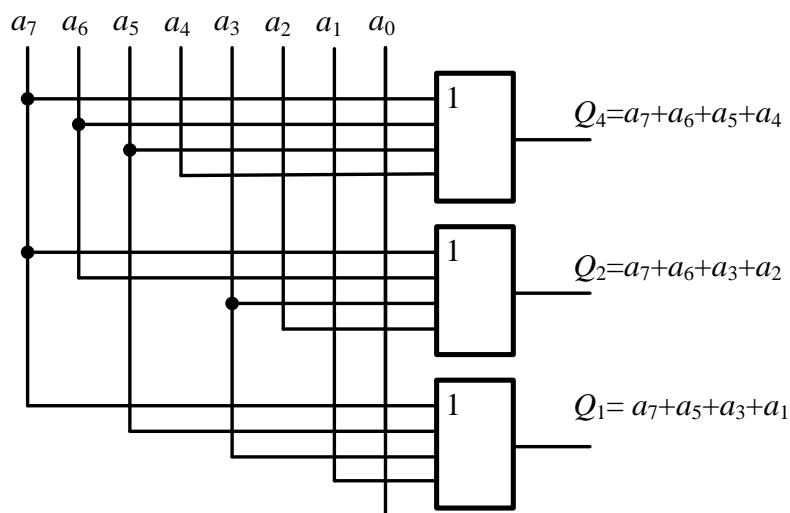 a₇ a₆ a₅ a₄ a₃ a₂ a₁ a₀
1
Q₄=a₇+a₆+a₅+a₄
1
Q₂=a₇+a₆+a₃+a₂
1
Q₁= a₇+a₅+a₃+a₁